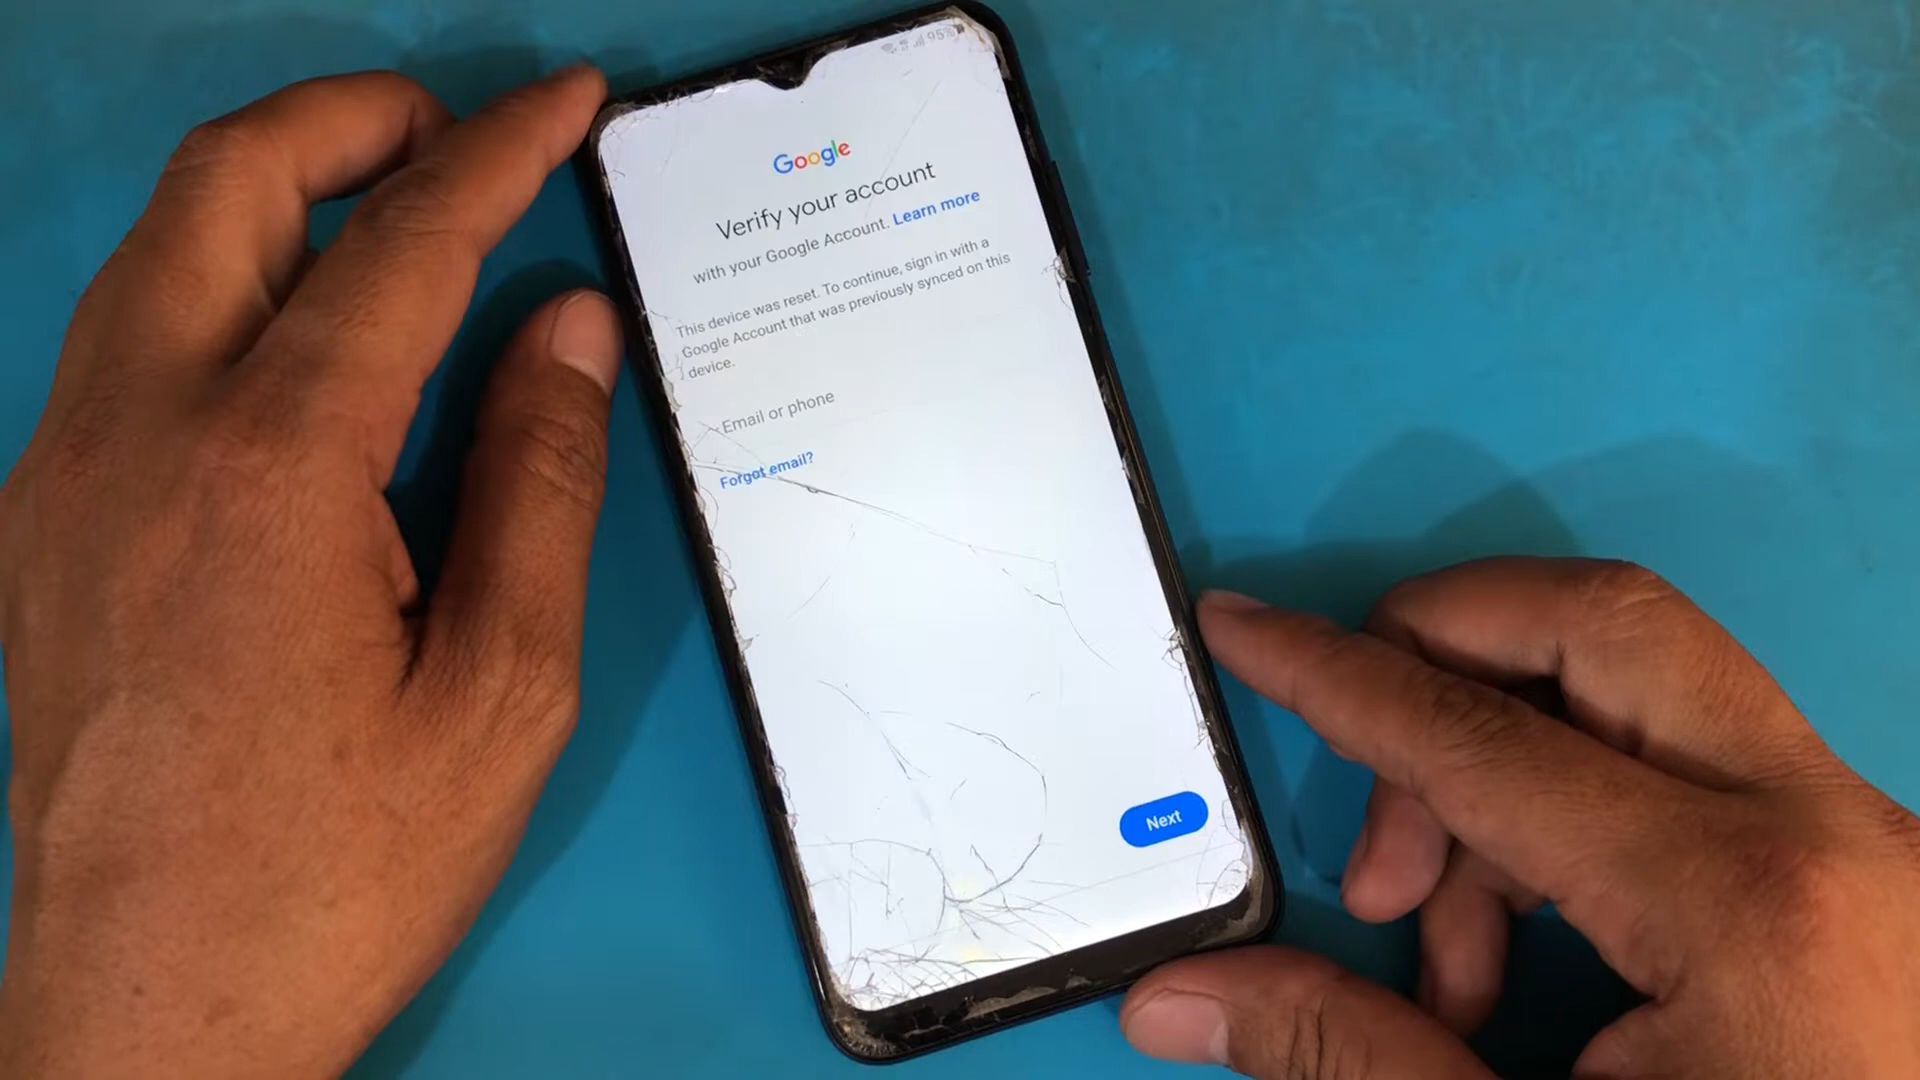 95%
Google
Verify your account
with your Google Account. Learn more
This device was reset. To continue, sign in with a
Google Account that was previously synced on this
device.
Email or phone
Forgot email?
Next